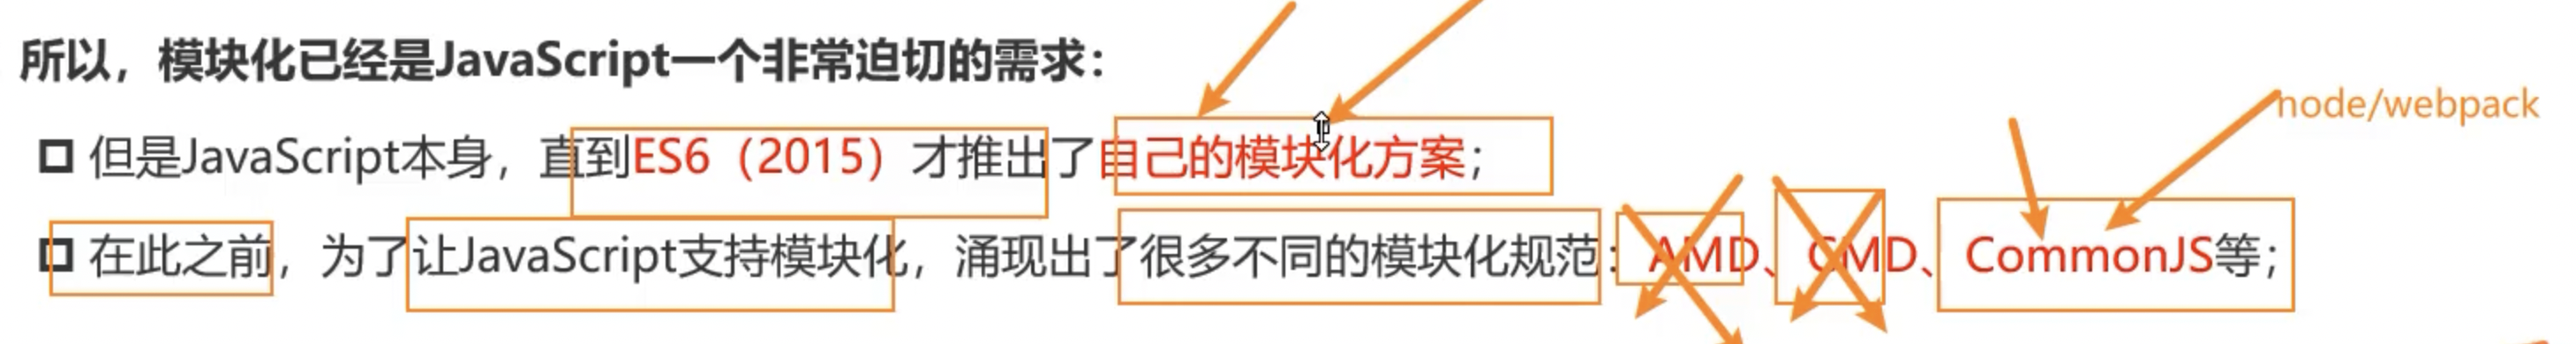 所以，模块化已经是JavaScript一个非常迫切的需求：
node/webpack
但是JavaScript本身，直到ES6（2015）才推出了自己的模块化方案；
在此之前，为了让JavaScript支持模块化，涌现出了很多不同的模块化规范：AMD、CMD、CommonJS等；